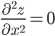 ∂²z/∂x² = 0